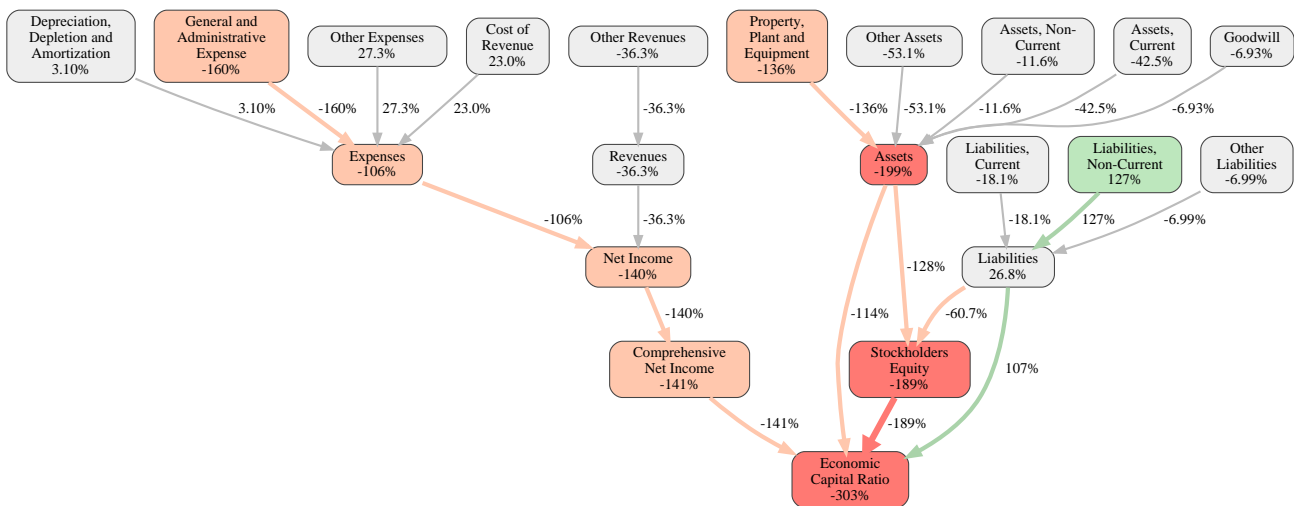 Depreciation,
Depletion and
Amortization
3.10%
General and
Administrative
Expense
-160%
Other Expenses
27.3%
Cost of
Revenue
23.0%
Other Revenues
-36.3%
Property,
Plant and
Equipment
-136%
Other Assets
-53.1%
Assets, Non-
Current
-11.6%
Assets,
Current
-42.5%
Goodwill
-6.93%
3.10%
-160%
27.3%
23.0%
-36.3%
-136%
-53.1%
-11.6%
-42.5%
-6.93%
Expenses
-106%
Revenues
-36.3%
Assets
-199%
Liabilities,
Current
-18.1%
Liabilities,
Non-Current
127%
Other
Liabilities
-6.99%
-106%
-36.3%
-18.1%
127%
-6.99%
Net Income
-140%
Liabilities
26.8%
-128%
-140%
-114%
-60.7%
Comprehensive
Net Income
-141%
Stockholders
Equity
-189%
107%
-141%
-189%
Economic
Capital Ratio
-303%